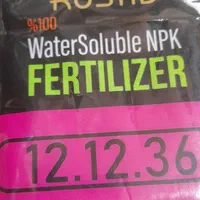 %100
WaterSoluble NPK
FERTILIZER
12.12.36